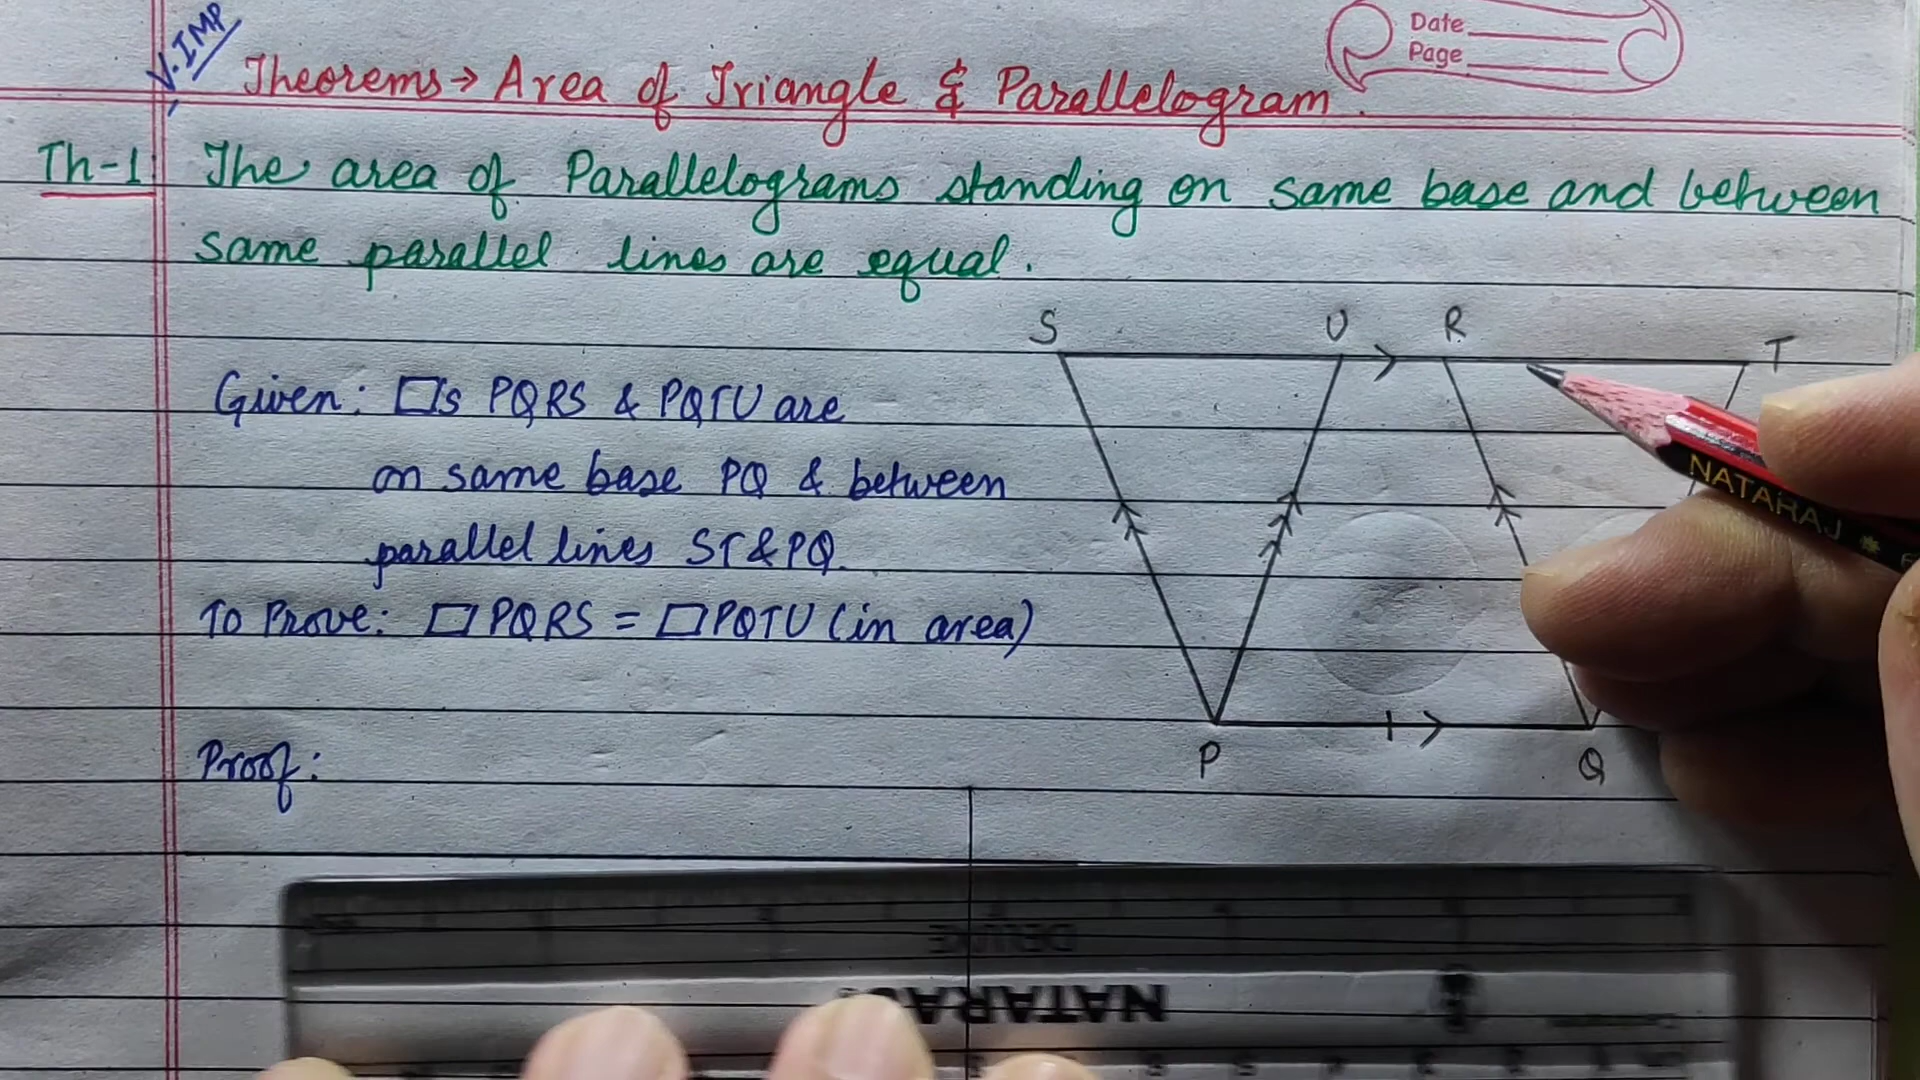 V. IMP
Date
Page
Theorems → Area of Triangle & Parallelogram.
Th-1 The area of Parallelograms standing on same base and between
same parallel lines are equal.
S U R T
Given: ▱s PQRS & PQTU are
on same base PQ & between
parallel lines ST & PQ.
To Prove: ▱PQRS = ▱PQTU (in area)
P Q
Proof:
NATARAJ
DELUXE